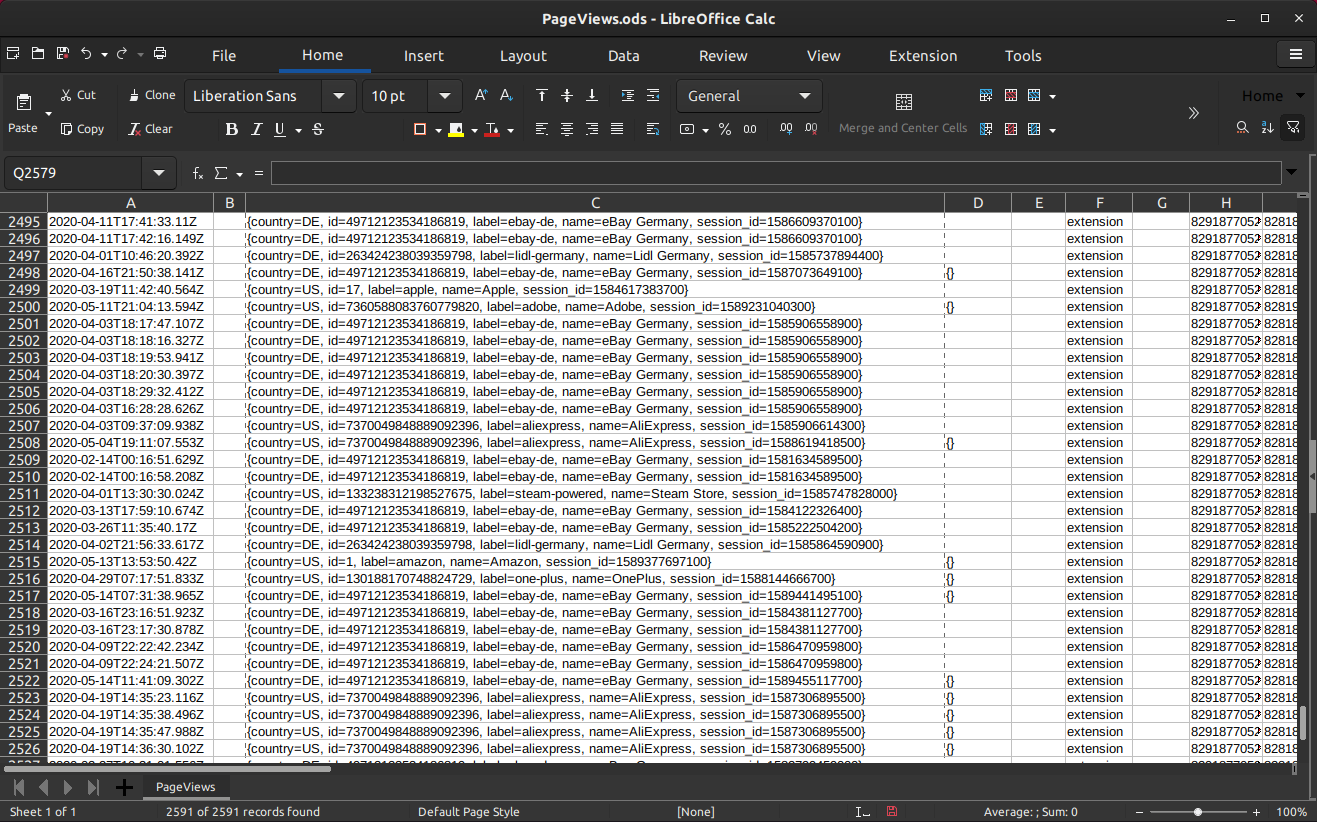 PageViews.ods - LibreOffice Calc
File Home Insert Layout Data Review View Extension Tools
Cut Clone Liberation Sans 10 pt General Home
Paste Copy Clear Merge and Center Cells
Q2579
A B C D E F G H
2495 2020-04-11T17:41:33.11Z {country=DE, id=49712123534186819, label=ebay-de, name=eBay Germany, session_id=1586609370100} extension 8291877052 82818
2496 2020-04-11T17:42:16.149Z {country=DE, id=49712123534186819, label=ebay-de, name=eBay Germany, session_id=1586609370100} extension 8291877052 82818
2497 2020-04-01T10:46:20.392Z {country=DE, id=263424238039359798, label=lidl-germany, name=Lidl Germany, session_id=1585737894400} extension 8291877052 82818
2498 2020-04-16T21:50:38.141Z {country=DE, id=49712123534186819, label=ebay-de, name=eBay Germany, session_id=1587073649100} {} extension 8291877052 82818
2499 2020-03-19T11:42:40.564Z {country=US, id=17, label=apple, name=Apple, session_id=1584617383700} extension 8291877052 82818
2500 2020-05-11T21:04:13.594Z {country=US, id=7360588083760779820, label=adobe, name=Adobe, session_id=1589231040300} {} extension 8291877052 82819
2501 2020-04-03T18:17:47.107Z {country=DE, id=49712123534186819, label=ebay-de, name=eBay Germany, session_id=1585906558900} extension 8291877052 82818
2502 2020-04-03T18:18:16.327Z {country=DE, id=49712123534186819, label=ebay-de, name=eBay Germany, session_id=1585906558900} extension 8291877052 82818
2503 2020-04-03T18:19:53.941Z {country=DE, id=49712123534186819, label=ebay-de, name=eBay Germany, session_id=1585906558900} extension 8291877052 82818
2504 2020-04-03T18:20:30.397Z {country=DE, id=49712123534186819, label=ebay-de, name=eBay Germany, session_id=1585906558900} extension 8291877052 82818
2505 2020-04-03T18:29:32.412Z {country=DE, id=49712123534186819, label=ebay-de, name=eBay Germany, session_id=1585906558900} extension 8291877052 82818
2506 2020-04-03T16:28:28.626Z {country=DE, id=49712123534186819, label=ebay-de, name=eBay Germany, session_id=1585906558900} extension 8291877052 82818
2507 2020-04-03T09:37:09.938Z {country=US, id=7370049848889092396, label=aliexpress, name=AliExpress, session_id=1585906614300} extension 8291877052 82818
2508 2020-05-04T19:11:07.553Z {country=US, id=7370049848889092396, label=aliexpress, name=AliExpress, session_id=1588619418500} {} extension 8291877052 82818
2509 2020-02-14T00:16:51.629Z {country=DE, id=49712123534186819, label=ebay-de, name=eBay Germany, session_id=1581634589500} extension 8291877052 82818
2510 2020-02-14T00:16:58.208Z {country=DE, id=49712123534186819, label=ebay-de, name=eBay Germany, session_id=1581634589500} extension 8291877052 82818
2511 2020-04-01T13:30:30.024Z {country=US, id=133238312198527675, label=steam-powered, name=Steam Store, session_id=1585747828000} extension 8291877052 82818
2512 2020-03-13T17:59:10.674Z {country=DE, id=49712123534186819, label=ebay-de, name=eBay Germany, session_id=1584122326400} extension 8291877052 82818
2513 2020-03-26T11:35:40.17Z {country=DE, id=49712123534186819, label=ebay-de, name=eBay Germany, session_id=1585222504200} extension 8291877052 82818
2514 2020-04-02T21:56:33.617Z {country=DE, id=263424238039359798, label=lidl-germany, name=Lidl Germany, session_id=1585864590900} extension 8291877052 82818
2515 2020-05-13T13:53:50.42Z {country=US, id=1, label=amazon, name=Amazon, session_id=1589377697100} {} extension 8291877052 82818
2516 2020-04-29T07:17:51.833Z {country=US, id=130188170748824729, label=one-plus, name=OnePlus, session_id=1588144666700} {} extension 8291877052 82818
2517 2020-05-14T07:31:38.965Z {country=DE, id=49712123534186819, label=ebay-de, name=eBay Germany, session_id=1589441495100} {} extension 8291877052 82818
2518 2020-03-16T23:16:51.923Z {country=DE, id=49712123534186819, label=ebay-de, name=eBay Germany, session_id=1584381127700} extension 8291877052 82818
2519 2020-03-16T23:17:30.878Z {country=DE, id=49712123534186819, label=ebay-de, name=eBay Germany, session_id=1584381127700} extension 8291877052 82818
2520 2020-04-09T22:22:42.234Z {country=DE, id=49712123534186819, label=ebay-de, name=eBay Germany, session_id=1586470959800} extension 8291877052 82818
2521 2020-04-09T22:24:21.507Z {country=DE, id=49712123534186819, label=ebay-de, name=eBay Germany, session_id=1586470959800} extension 8291877052 82818
2522 2020-05-14T11:41:09.302Z {country=DE, id=49712123534186819, label=ebay-de, name=eBay Germany, session_id=1589455117700} {} extension 8291877052 82818
2523 2020-04-19T14:35:23.116Z {country=US, id=7370049848889092396, label=aliexpress, name=AliExpress, session_id=1587306895500} {} extension 8291877052 82818
2524 2020-04-19T14:35:38.496Z {country=US, id=7370049848889092396, label=aliexpress, name=AliExpress, session_id=1587306895500} {} extension 8291877052 82818
2525 2020-04-19T14:35:47.988Z {country=US, id=7370049848889092396, label=aliexpress, name=AliExpress, session_id=1587306895500} {} extension 8291877052 82818
2526 2020-04-19T14:36:30.102Z {country=US, id=7370049848889092396, label=aliexpress, name=AliExpress, session_id=1587306895500} {} extension 8291877052 82818
PageViews
Sheet 1 of 1 2591 of 2591 records found Default Page Style [None] Average: ; Sum: 0 100%